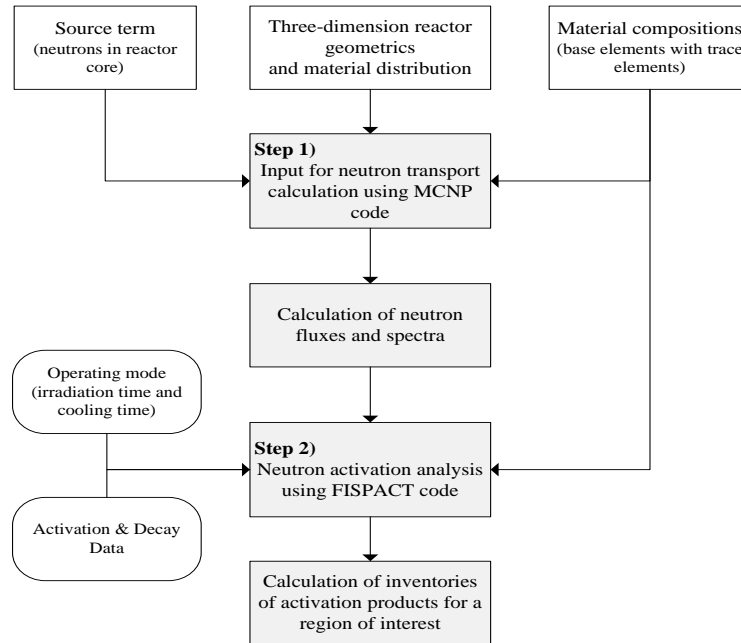 Source term
(neutrons in reactor
core)
Three-dimension reactor
geometrics
and material distribution
Material compositions
(base elements with trace
elements)
Step 1)
Input for neutron transport
calculation using MCNP
code
Calculation of neutron
fluxes and spectra
Operating mode
(irradiation time and
cooling time)
Step 2)
Neutron activation analysis
using FISPACT code
Activation & Decay
Data
Calculation of inventories
of activation products for a
region of interest